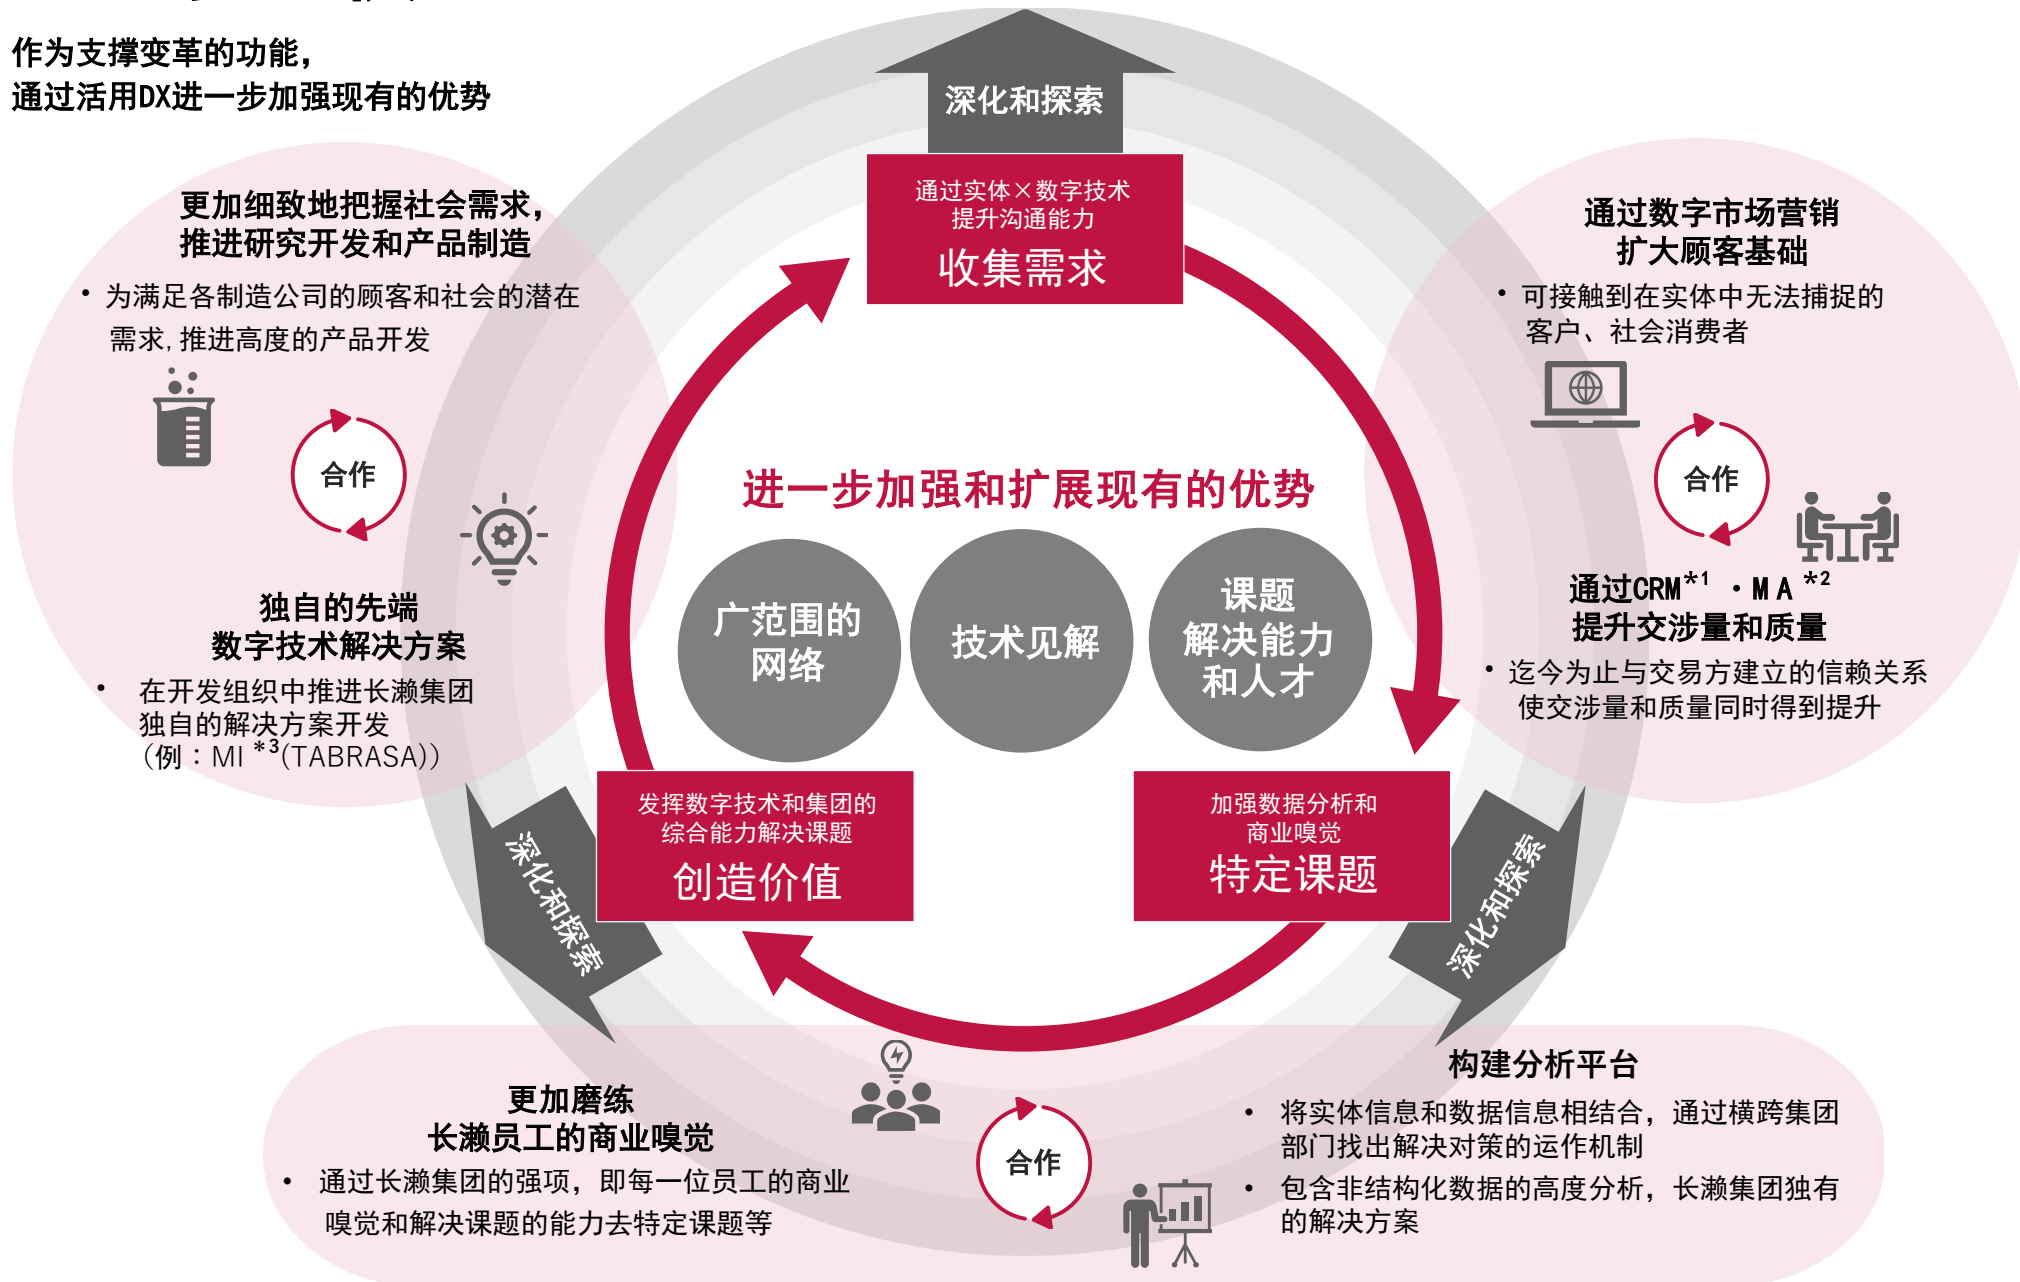 作为支撑变革的功能，
通过活用DX进一步加强现有的优势
深化和探索
通过实体×数字技术
提升沟通能力
收集需求
更加细致地把握社会需求，
推进研究开发和产品制造
• 为满足各制造公司的顾客和社会的潜在
需求,推进高度的产品开发
合作
独自的先端
数字技术解决方案
• 在开发组织中推进长濑集团
独自的解决方案开发
（例：MI *3(TABRASA)）
通过数字市场营销
扩大顾客基础
• 可接触到在实体中无法捕捉的
客户、社会消费者
合作
通过CRM*1 ・MA *2
提升交涉量和质量
• 迄今为止与交易方建立的信赖关系
使交涉量和质量同时得到提升
进一步加强和扩展现有的优势
广范围的
网络
技术见解
课题
解决能力
和人才
发挥数字技术和集团的
综合能力解决课题
创造价值
加强数据分析和
商业嗅觉
特定课题
深化和探索
深化和探索
更加磨练
长濑员工的商业嗅觉
• 通过长濑集团的强项，即每一位员工的商业
嗅觉和解决课题的能力去特定课题等
合作
构建分析平台
• 将实体信息和数据信息相结合，通过横跨集团
部门找出解决对策的运作机制
• 包含非结构化数据的高度分析，长濑集团独有
的解决方案